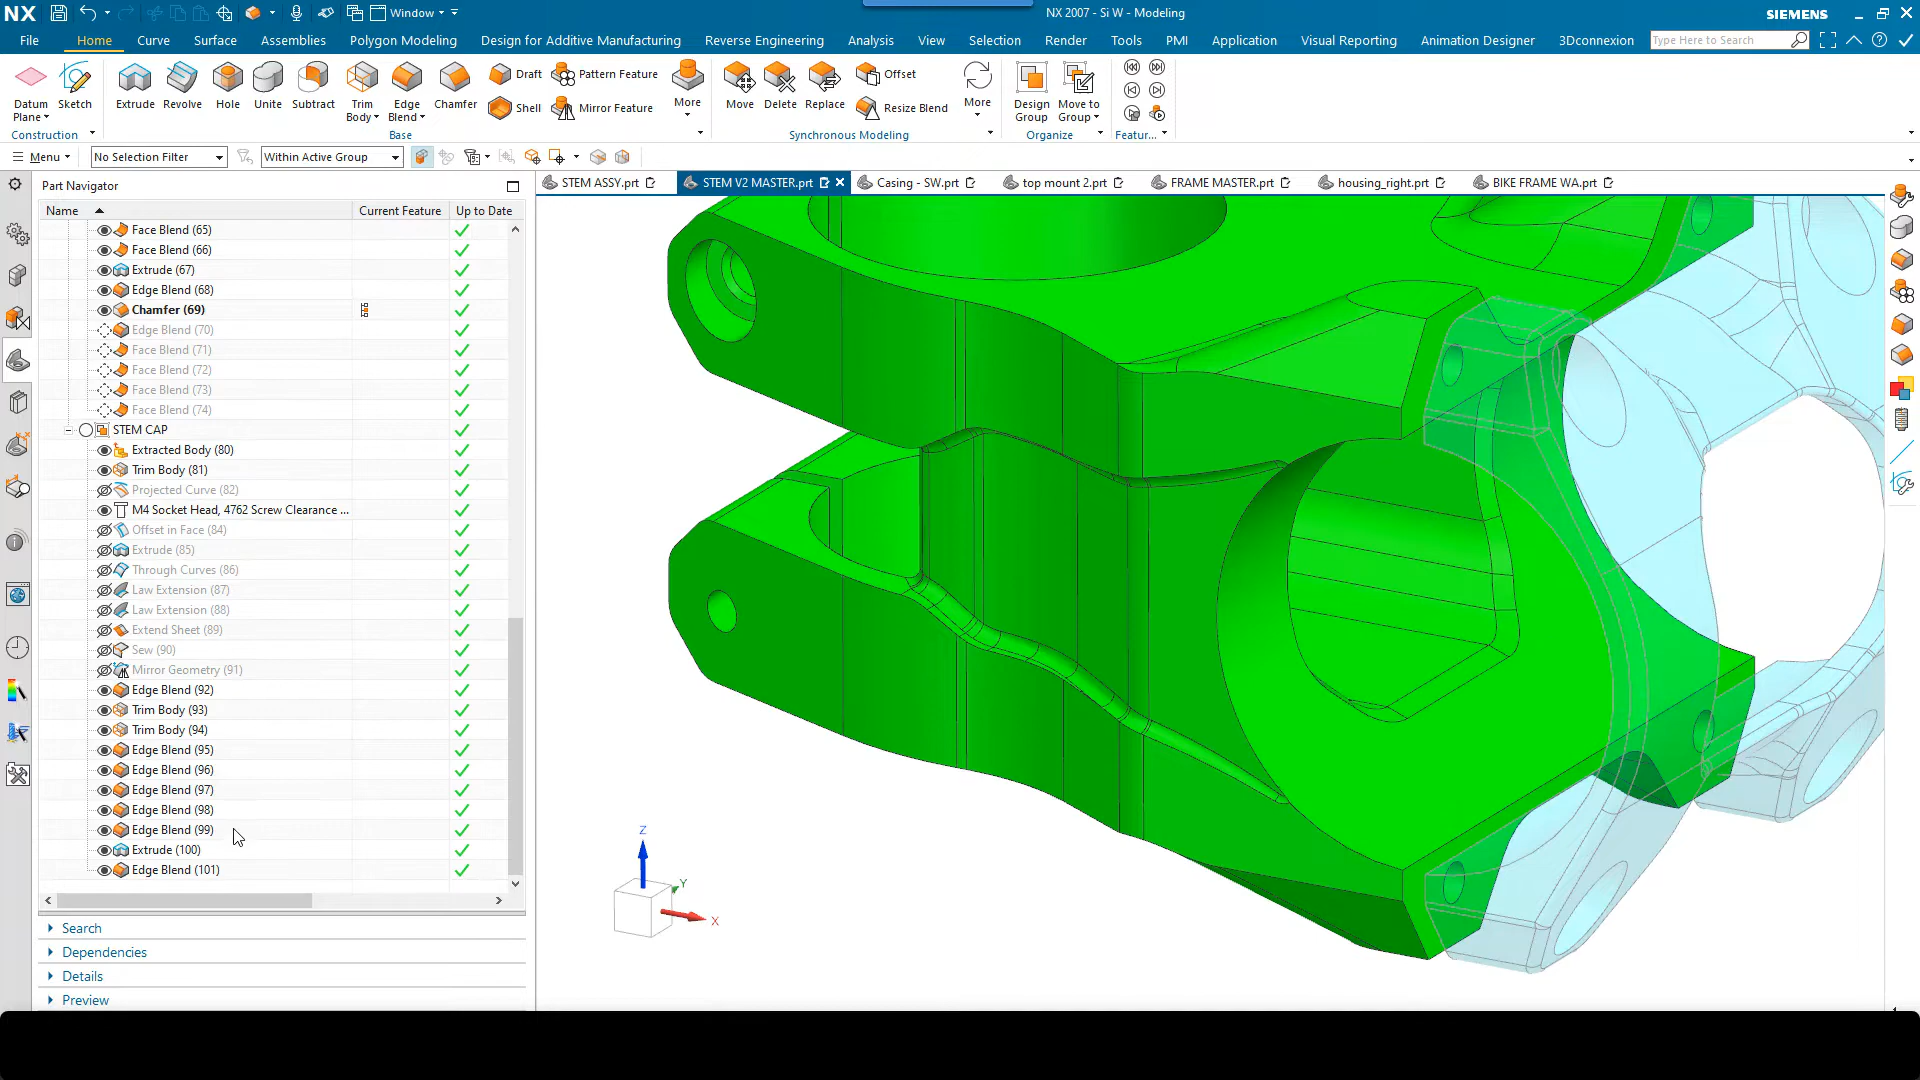 NX Window NX 2007 - Si W - Modeling SIEMENS
File Home Curve Surface Assemblies Polygon Modeling Design for Additive Manufacturing Reverse Engineering Analysis View Selection Render Tools PMI Application Visual Reporting Animation Designer 3Dconnexion Type Here to Search
Draft Pattern Feature Offset
Datum Plane Sketch Extrude Revolve Hole Unite Subtract Trim Body Edge Blend Chamfer Shell Mirror Feature More Move Delete Replace Resize Blend More Design Group Move to Group
Construction Base Synchronous Modeling Organize Featur...
Menu No Selection Filter Within Active Group
Part Navigator STEM ASSY.prt STEM V2 MASTER.prt Casing - SW.prt top mount 2.prt FRAME MASTER.prt housing_right.prt BIKE FRAME WA.prt
Name Current Feature Up to Date
Face Blend (65)
Face Blend (66)
Extrude (67)
Edge Blend (68)
Chamfer (69)
Edge Blend (70)
Face Blend (71)
Face Blend (72)
Face Blend (73)
Face Blend (74)
STEM CAP
Extracted Body (80)
Trim Body (81)
Projected Curve (82)
M4 Socket Head, 4762 Screw Clearance ...
Offset in Face (84)
Extrude (85)
Through Curves (86)
Law Extension (87)
Law Extension (88)
Extend Sheet (89)
Sew (90)
Mirror Geometry (91)
Edge Blend (92)
Trim Body (93)
Trim Body (94)
Edge Blend (95)
Edge Blend (96)
Edge Blend (97)
Edge Blend (98)
Edge Blend (99)
Extrude (100)
Edge Blend (101)
Z
Y
X
Search
Dependencies
Details
Preview